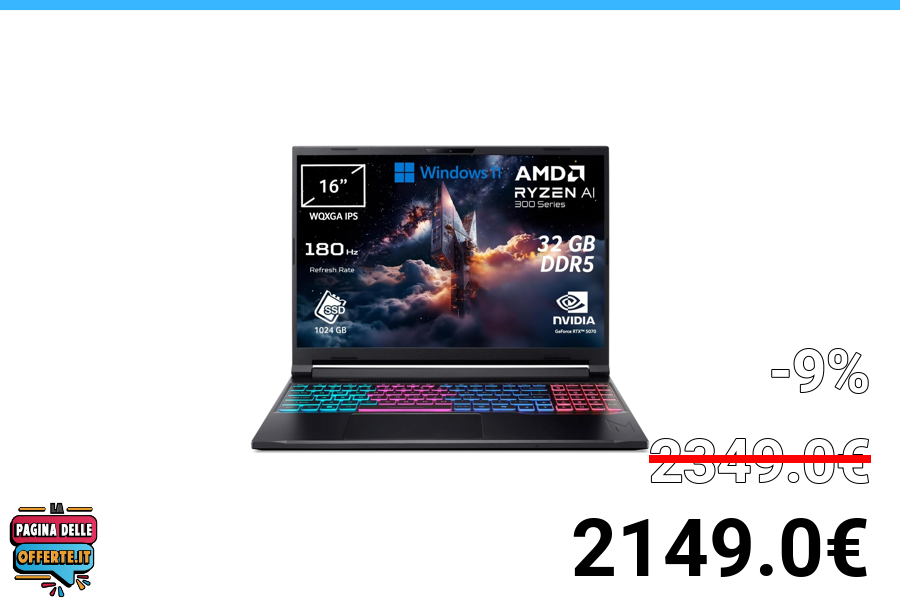 16”
WQXGA IPS
180 Hz
Refresh Rate
SSD
1024 GB
Windows 11
AMD
RYZEN AI
300 Series
32 GB
DDR5
NVIDIA
GeForce RTX™ 5070
-9%
2349.0€
2149.0€
LA
PAGINA DELLE
OFFERTE.IT